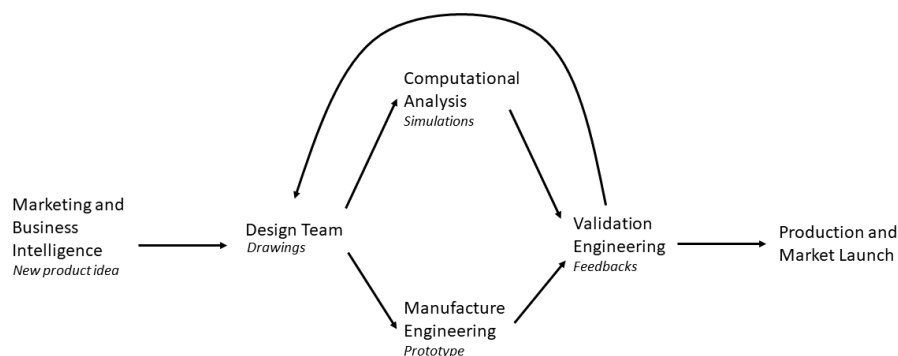 Marketing and
Business
Intelligence
New product idea
Design Team
Drawings
Computational
Analysis
Simulations
Manufacture
Engineering
Prototype
Validation
Engineering
Feedbacks
Production and
Market Launch